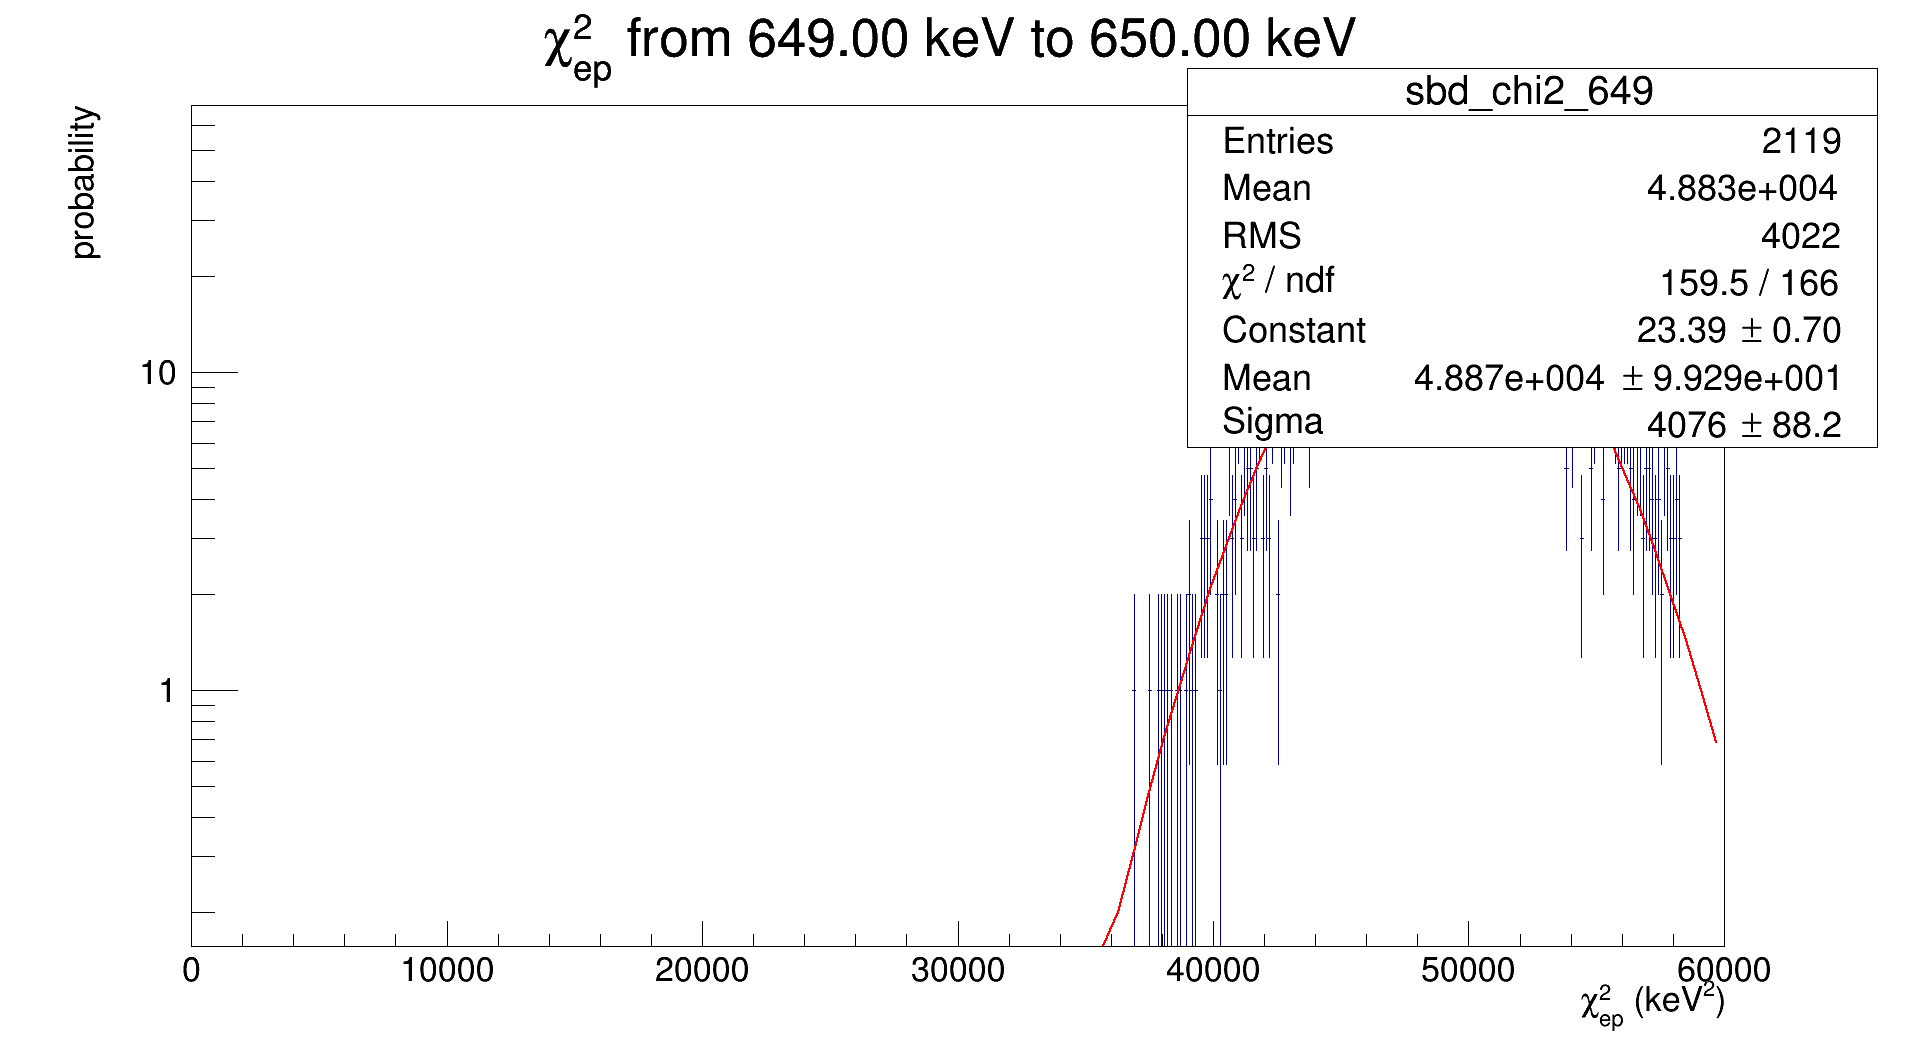 χ²ep from 649.00 keV to 650.00 keV
sbd_chi2_649
Entries 2119
Mean 4.883e+004
RMS 4022
χ² / ndf 159.5 / 166
Constant 23.39 ± 0.70
Mean 4.887e+004 ± 9.929e+001
Sigma 4076 ± 88.2
probability
10
1
0 10000 20000 30000 40000 50000 60000
χ²ep (keV²)